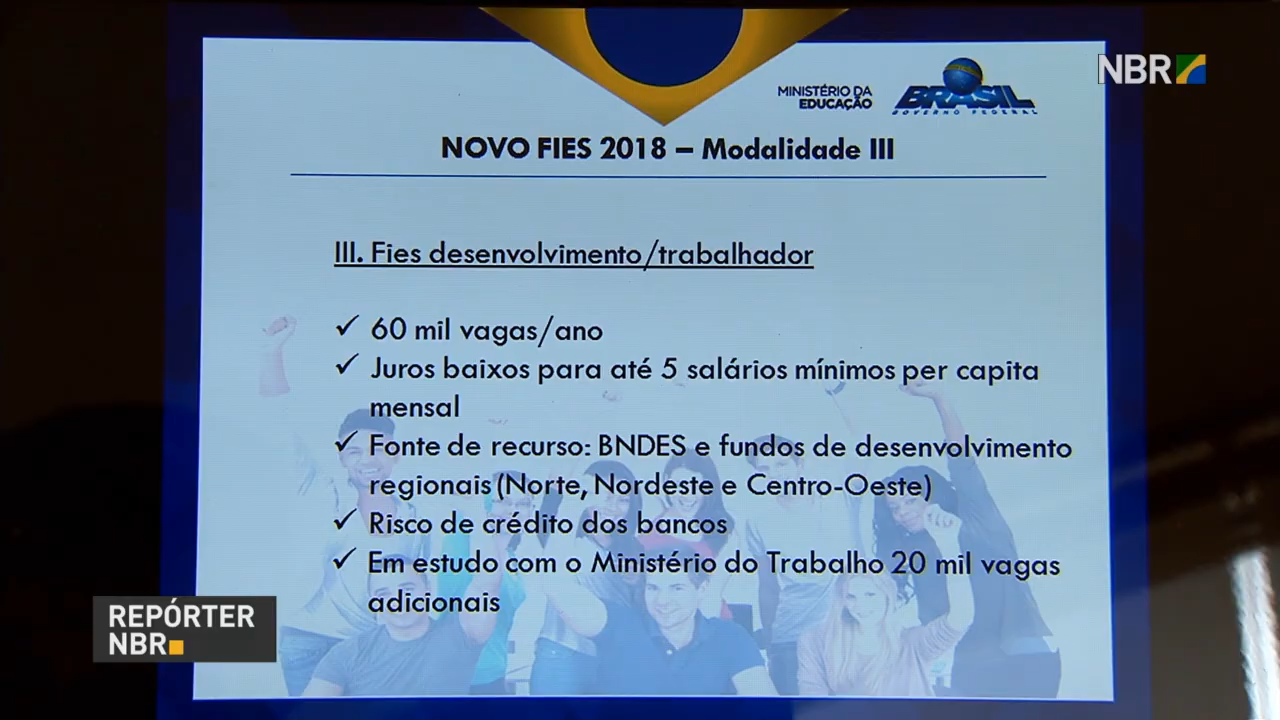 NBR
MINISTÉRIO DA
EDUCAÇÃO
BRASIL
GOVERNO FEDERAL
NOVO FIES 2018 – Modalidade III
III. Fies desenvolvimento/trabalhador
✓ 60 mil vagas/ano
✓ Juros baixos para até 5 salários mínimos per capita
mensal
✓ Fonte de recurso: BNDES e fundos de desenvolvimento
regionais (Norte, Nordeste e Centro-Oeste)
✓ Risco de crédito dos bancos
✓ Em estudo com o Ministério do Trabalho 20 mil vagas
adicionais
REPÓRTER
NBR